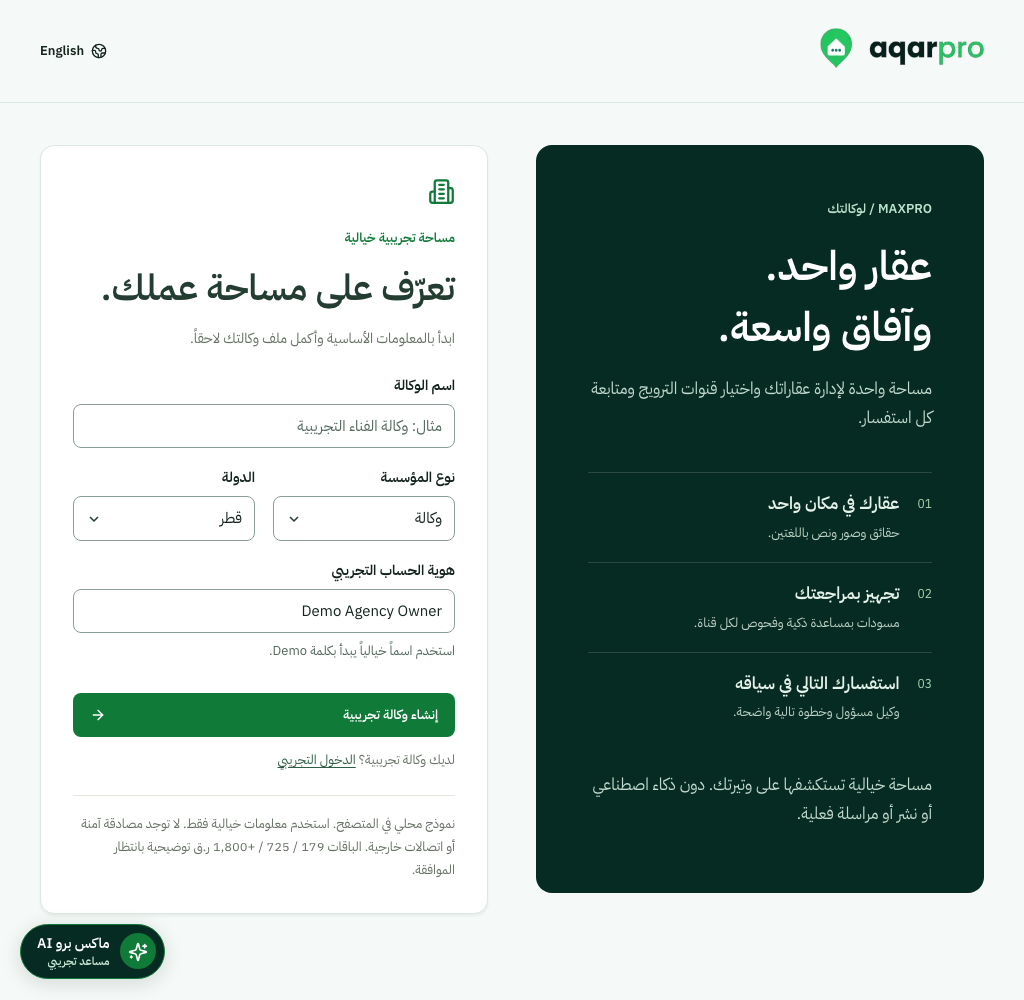 aqarpro
English
MAXPRO / لوكالتك
عقار واحد.
وآفاق واسعة.
مساحة واحدة لإدارة عقاراتك واختيار قنوات الترويج ومتابعة
كل استفسار.
01
عقارك في مكان واحد
حقائق وصور ونص باللغتين.
02
تجهيز بمراجعتك
مسودات بمساعدة ذكية وفحوص لكل قناة.
03
استفسارك التالي في سياقه
وكيل مسؤول وخطوة تالية واضحة.
مساحة خيالية تستكشفها على وتيرتك. دون ذكاء اصطناعي
أو نشر أو مراسلة فعلية.
مساحة تجريبية خيالية
تعرّف على مساحة عملك.
ابدأ بالمعلومات الأساسية وأكمل ملف وكالتك لاحقاً.
اسم الوكالة
مثال: وكالة الفناء التجريبية
نوع المؤسسة
وكالة
الدولة
قطر
هوية الحساب التجريبي
Demo Agency Owner
استخدم اسماً خيالياً يبدأ بكلمة Demo.
إنشاء وكالة تجريبية
لديك وكالة تجريبية؟ الدخول التجريبي
نموذج محلي في المتصفح. استخدم معلومات خيالية فقط. لا توجد مصادقة آمنة
أو اتصالات خارجية. الباقات 179 / 725 / +1,800 ر.ق توضيحية بانتظار
الموافقة.
ماكس برو AI
مساعد تجريبي